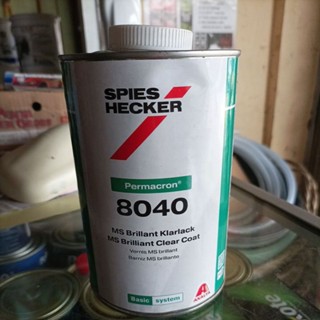 SPIES
HECKER
Permacron®
8040
MS Brillant Klarlack
MS Brilliant Clear Coat
Vernis MS brillant
Barniz MS brillante
Basic system